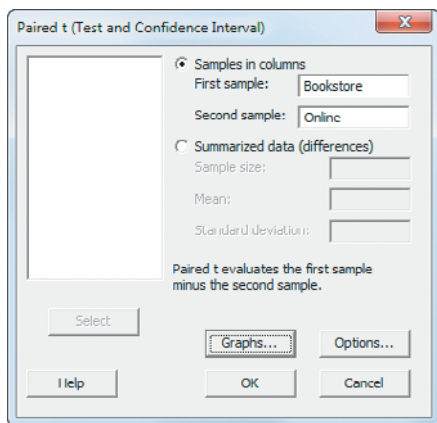 Paired t (Test and Confidence Interval)
Samples in columns
First sample: Bookstore
Second sample: Online
Summarized data (differences)
Sample size:
Mean:
Standard deviation:
Paired t evaluates the first sample
minus the second sample.
Select
Graphs... Options...
Help OK Cancel